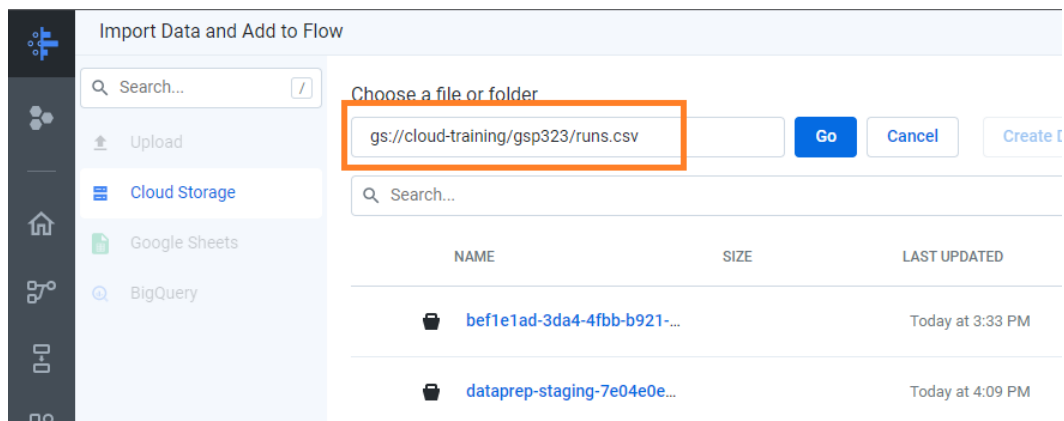 Import Data and Add to Flow
Search...
/
Upload
Cloud Storage
Google Sheets
BigQuery
Choose a file or folder
gs://cloud-training/gsp323/runs.csv
Go
Cancel
Create
Search...
NAME SIZE LAST UPDATED
bef1e1ad-3da4-4fbb-b921-... Today at 3:33 PM
dataprep-staging-7e04e0e... Today at 4:09 PM